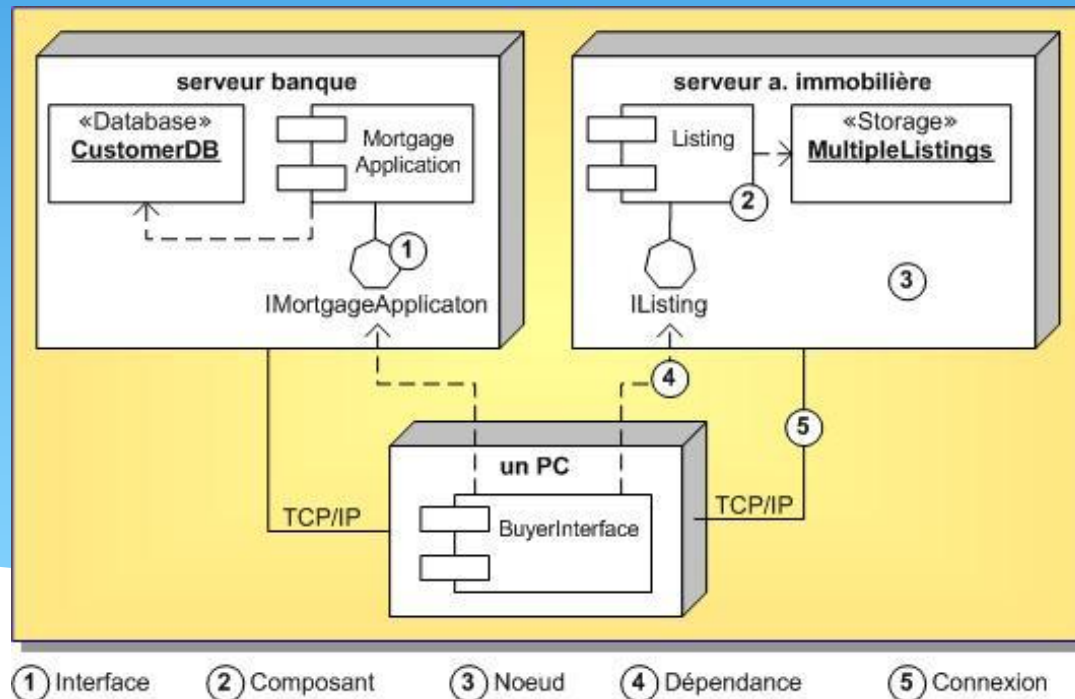 serveur banque
«Database»
CustomerDB
Mortgage
Application
1
IMortgageApplicaton
serveur a. immobilière
Listing
«Storage»
MultipleListings
2
3
IListing
4
5
un PC
BuyerInterface
TCP/IP
TCP/IP
1 Interface 2 Composant 3 Noeud 4 Dépendance 5 Connexion